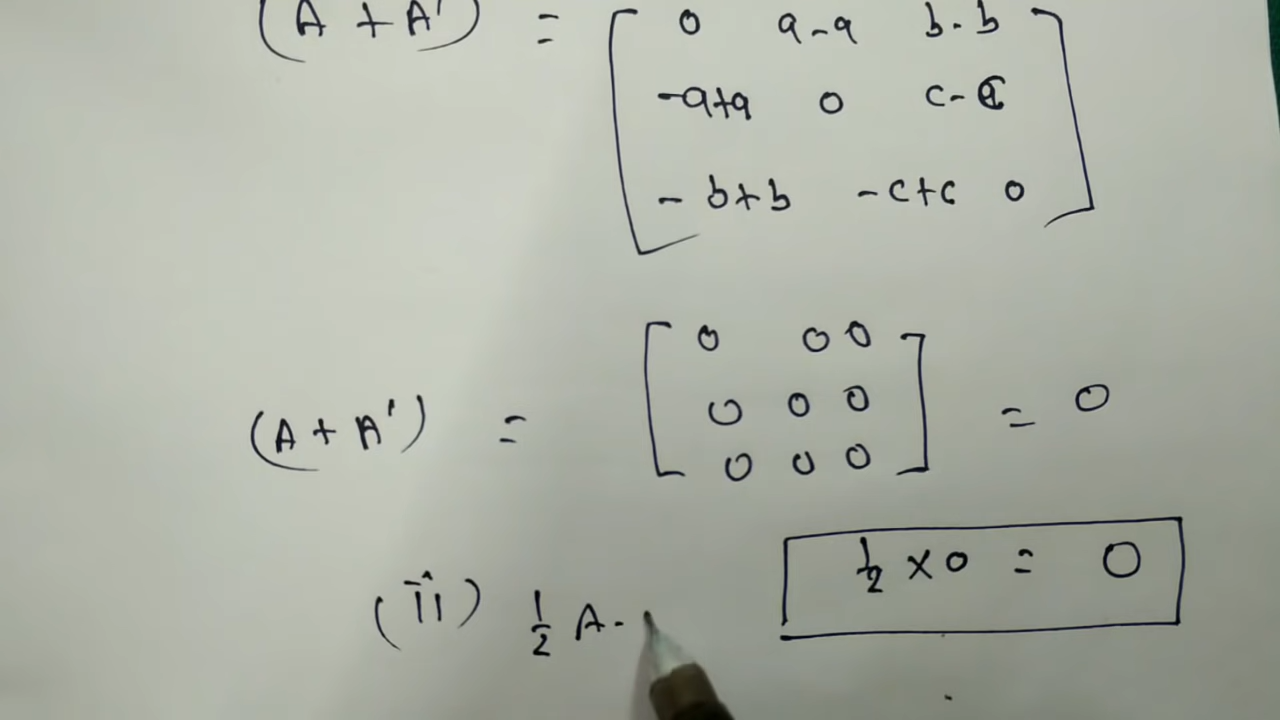 (A + A') = [ 0 a-a b-b
-a+a 0 c-c
- b+b -c+c 0 ]
(A + A') = [ 0 0 0
0 0 0
0 0 0 ] = 0
1/2 × 0 = 0
(ii) 1/2 A -